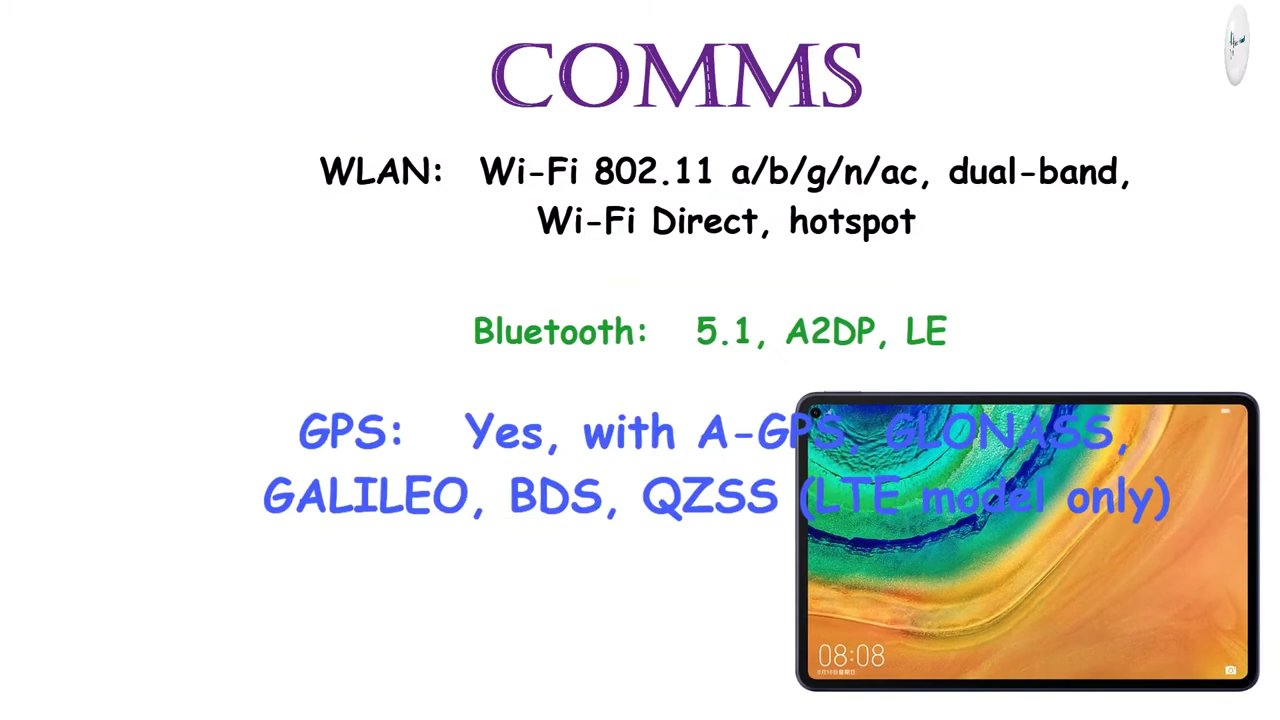 COMMS
WLAN: Wi-Fi 802.11 a/b/g/n/ac, dual-band,
Wi-Fi Direct, hotspot
Bluetooth: 5.1, A2DP, LE
GPS: Yes, with A-GPS, GLONASS,
GALILEO, BDS, QZSS (LTE model only)
08:08